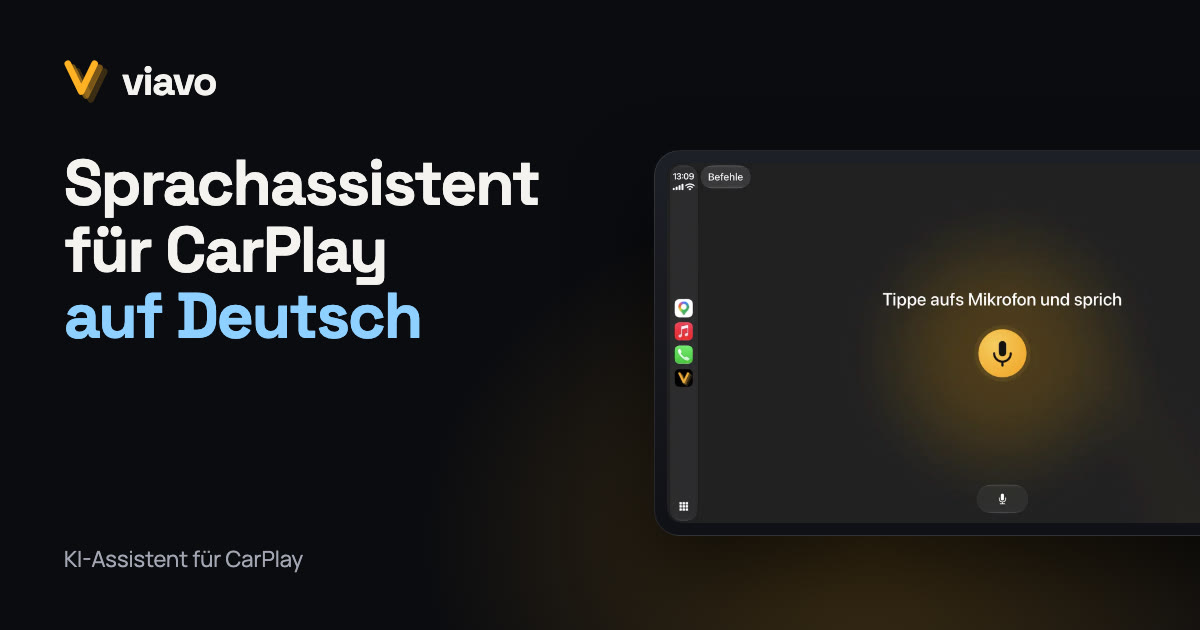 viavo
Sprachassistent
für CarPlay
auf Deutsch
KI-Assistent für CarPlay
13:09
Befehle
Tippe aufs Mikrofon und sprich